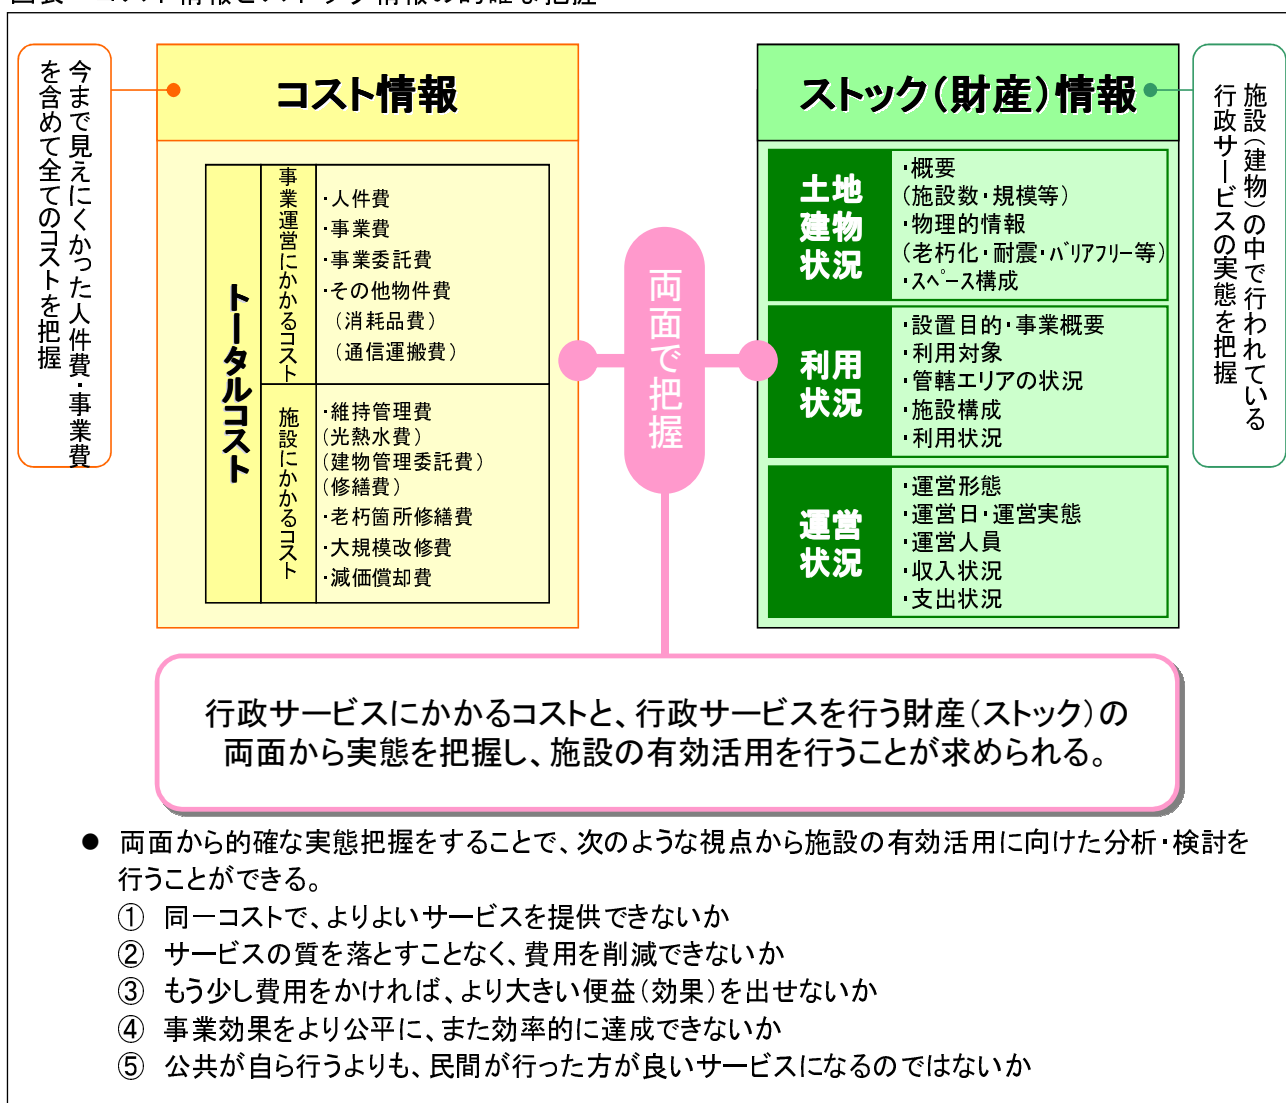 今まで見えにくかった人件費・事業費
を含めて全てのコストを把握
コスト情報
トータルコスト
事業運営にかかるコスト
・人件費
・事業費
・事業委託費
・その他物件費
（消耗品費）
（通信運搬費）
施設にかかるコスト
・維持管理費
(光熱水費)
(建物管理委託費)
(修繕費)
・老朽箇所修繕費
・大規模改修費
・減価償却費
両面で把握
ストック(財産)情報
施設(建物)の中で行われている
行政サービスの実態を把握
土地
建物
状況
・概要
(施設数・規模等)
・物理的情報
(老朽化・耐震・ﾊﾞﾘｱﾌﾘｰ等)
・ｽﾍﾟｰｽ構成
利用
状況
・設置目的・事業概要
・利用対象
・管轄エリアの状況
・施設構成
・利用状況
運営
状況
・運営形態
・運営日・運営実態
・運営人員
・収入状況
・支出状況
行政サービスにかかるコストと、行政サービスを行う財産(ストック)の
両面から実態を把握し、施設の有効活用を行うことが求められる。
● 両面から的確な実態把握をすることで、次のような視点から施設の有効活用に向けた分析・検討を
行うことができる。
① 同一コストで、よりよいサービスを提供できないか
② サービスの質を落とすことなく、費用を削減できないか
③ もう少し費用をかければ、より大きい便益(効果)を出せないか
④ 事業効果をより公平に、また効率的に達成できないか
⑤ 公共が自ら行うよりも、民間が行った方が良いサービスになるのではないか